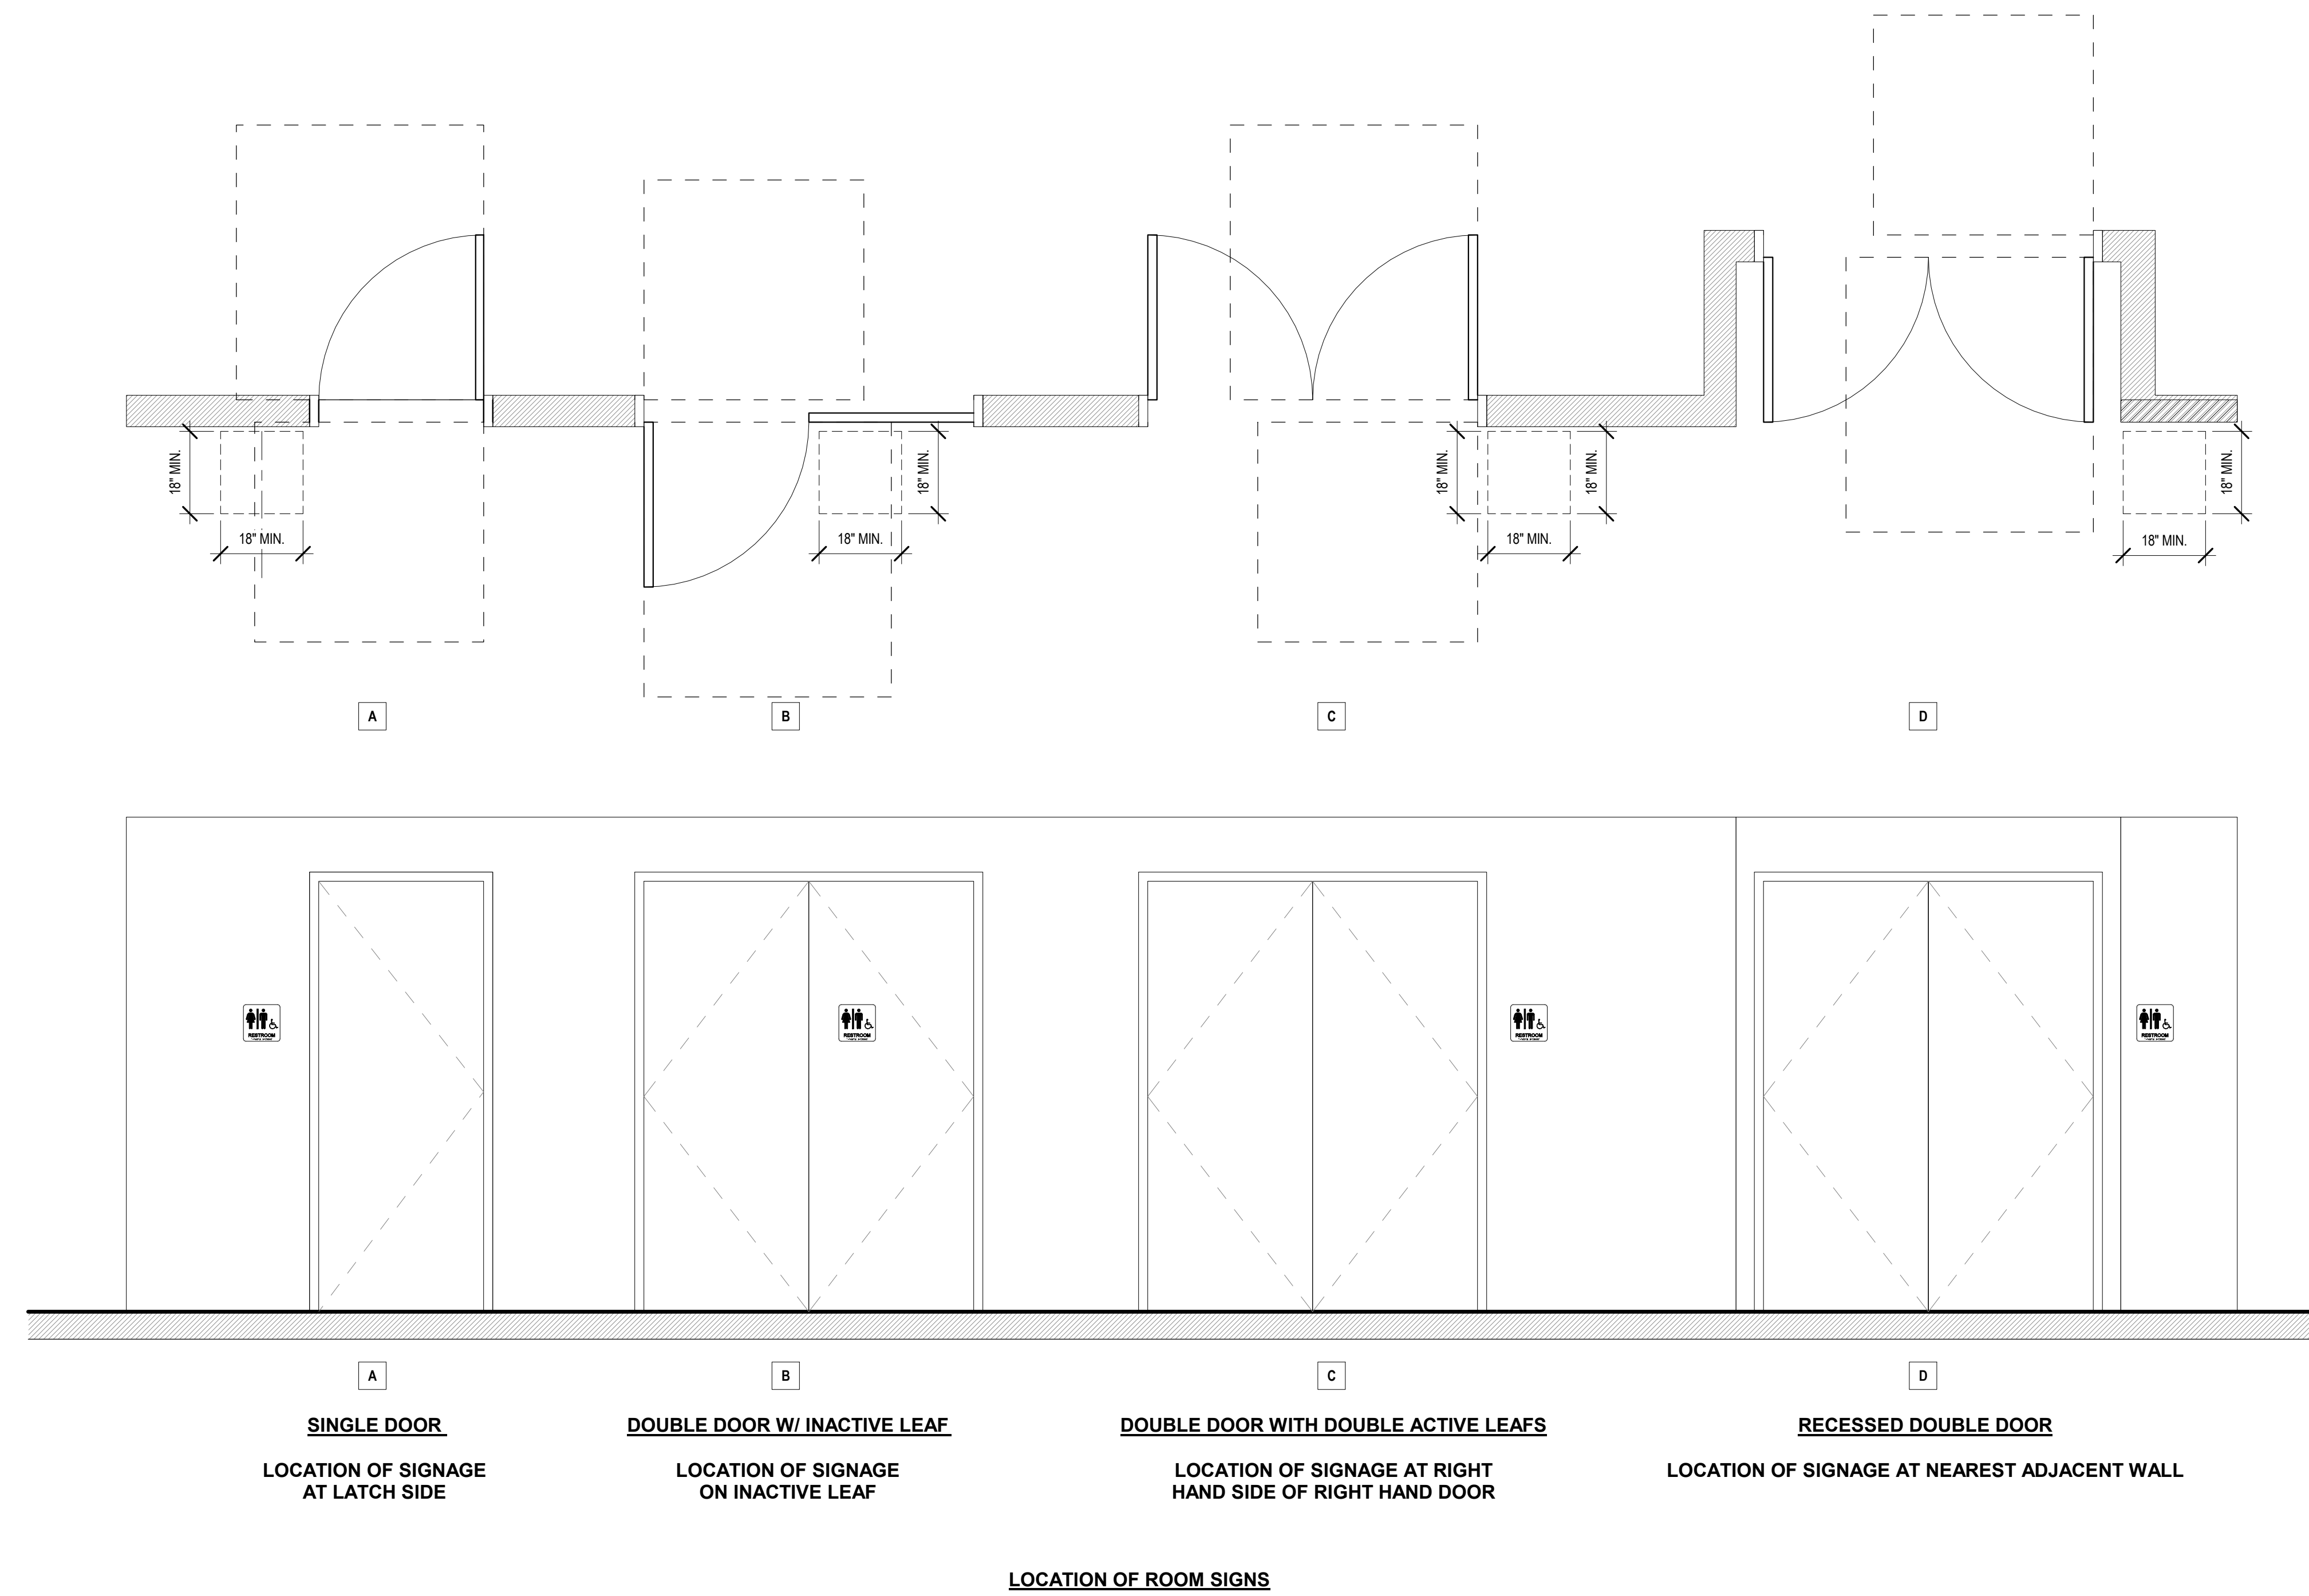 18" MIN.
18" MIN.
18" MIN.
18" MIN.
18" MIN.
18" MIN.
18" MIN.
18" MIN.
18" MIN.
A
B
C
D
RESTROOM
RESTROOM
RESTROOM
RESTROOM
A
B
C
D
SINGLE DOOR
LOCATION OF SIGNAGE
AT LATCH SIDE
DOUBLE DOOR W/ INACTIVE LEAF
LOCATION OF SIGNAGE
ON INACTIVE LEAF
DOUBLE DOOR WITH DOUBLE ACTIVE LEAFS
LOCATION OF SIGNAGE AT RIGHT
HAND SIDE OF RIGHT HAND DOOR
RECESSED DOUBLE DOOR
LOCATION OF SIGNAGE AT NEAREST ADJACENT WALL
LOCATION OF ROOM SIGNS